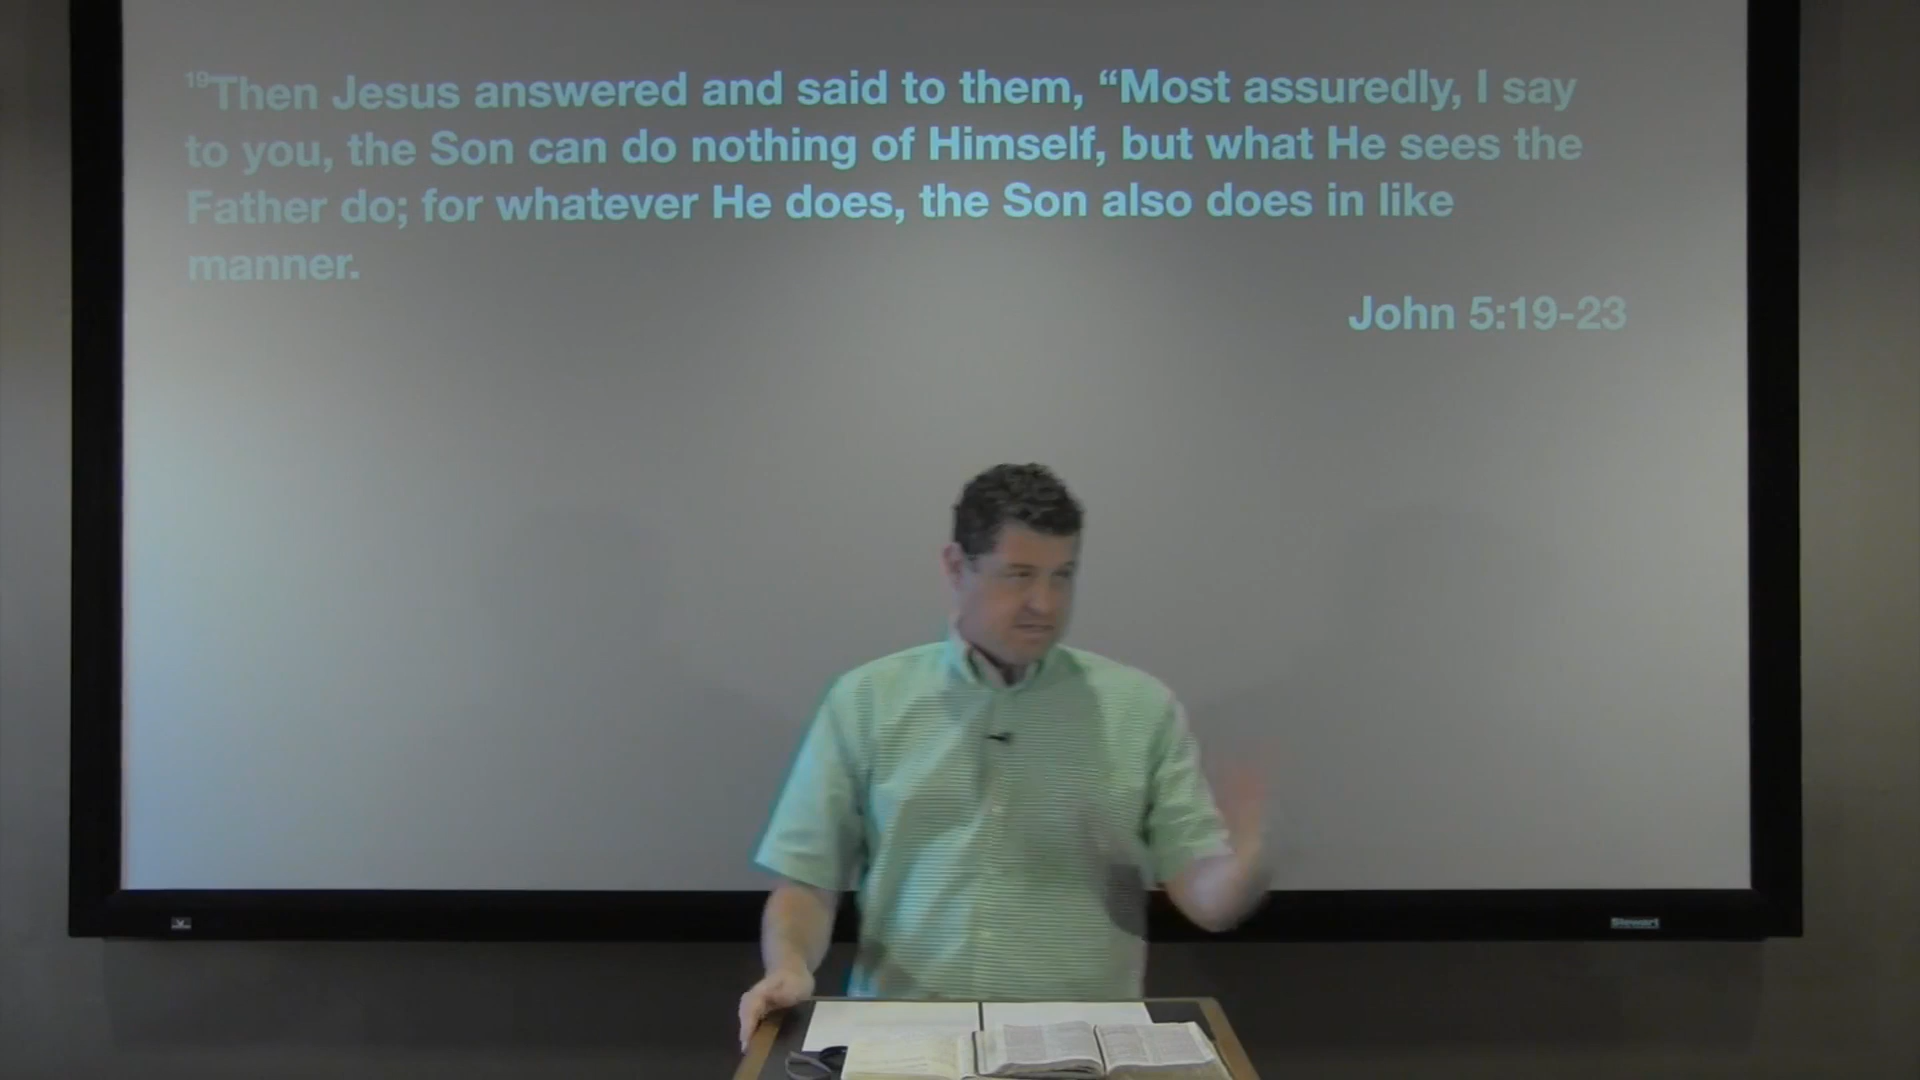 ¹⁹Then Jesus answered and said to them, “Most assuredly, I say
to you, the Son can do nothing of Himself, but what He sees the
Father do; for whatever He does, the Son also does in like
manner.
John 5:19-23
Stewart